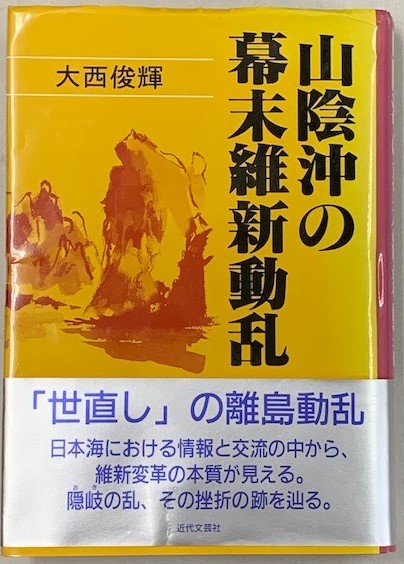 山陰沖の
幕末維新動乱
大西俊輝
「世直し」の離島動乱
日本海における情報と交流の中から、
維新変革の本質が見える。
隠岐の乱、その挫折の跡を辿る。
おき
近代文芸社